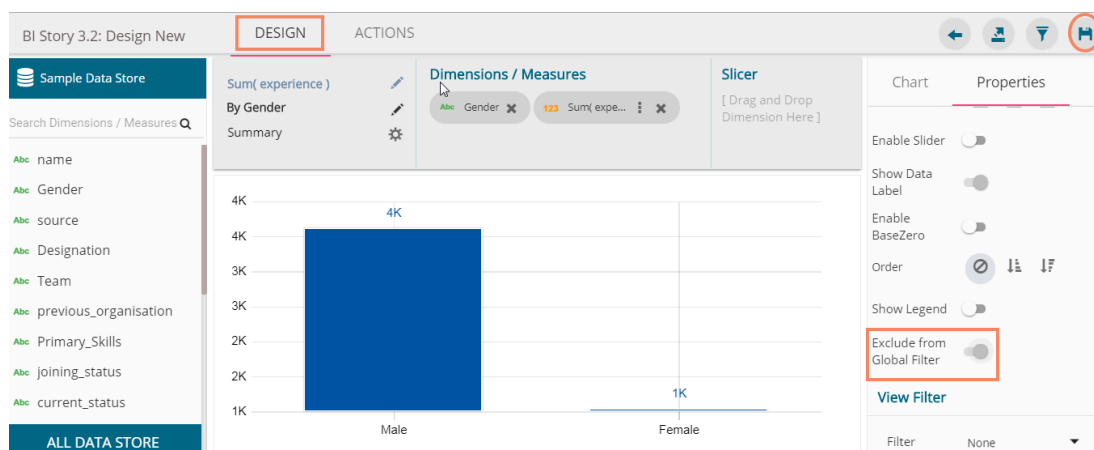 BI Story 3.2: Design New
DESIGN
ACTIONS
Sample Data Store
Search Dimensions / Measures
Abc name
Abc Gender
Abc source
Abc Designation
Abc Team
Abc previous_organisation
Abc Primary_Skills
Abc joining_status
Abc current_status
ALL DATA STORE
Sum( experience )
By Gender
Summary
Dimensions / Measures
Abc Gender
123 Sum( expe...
Slicer
[ Drag and Drop
Dimension Here ]
4K
4K
3K
3K
2K
2K
1K
4K
1K
Male
Female
Chart
Properties
Enable Slider
Show Data
Label
Enable
BaseZero
Order
Show Legend
Exclude from
Global Filter
View Filter
Filter
None